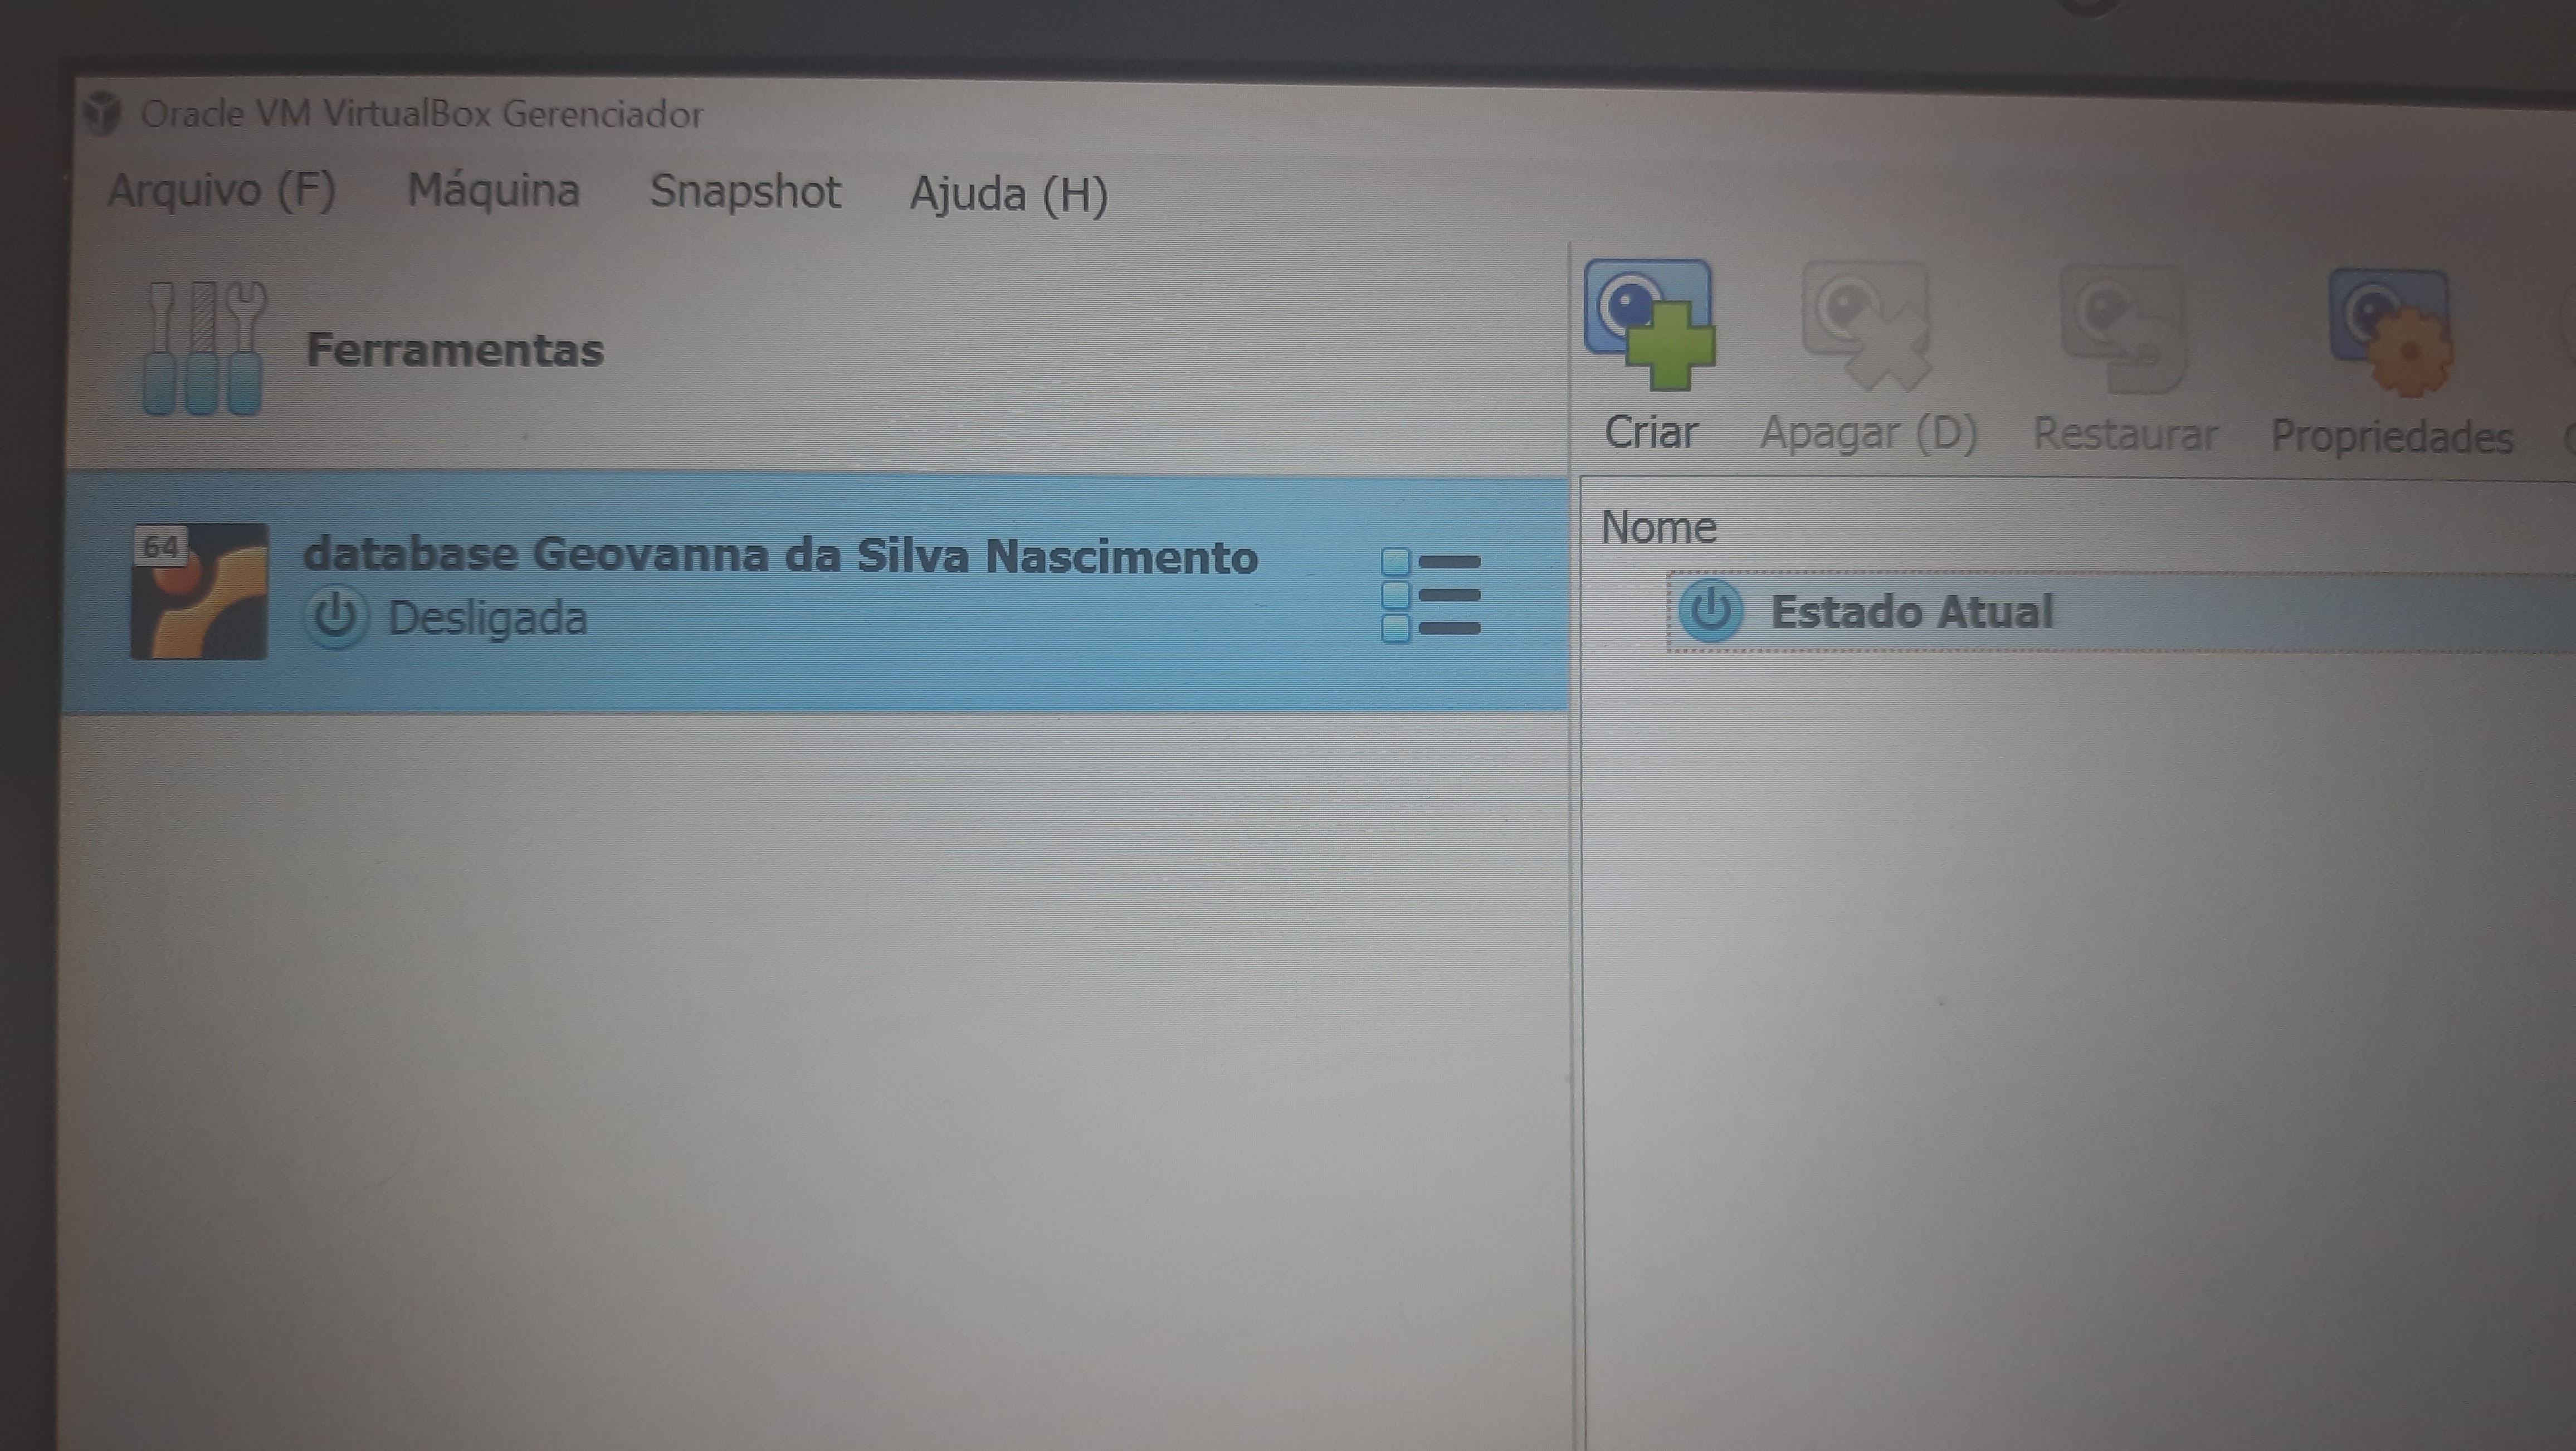 Oracle VM VirtualBox Gerenciador
Arquivo (F) Máquina Snapshot Ajuda (H)
Ferramentas
Criar Apagar (D) Restaurar Propriedades
64
database Geovanna da Silva Nascimento
Desligada
Nome
Estado Atual